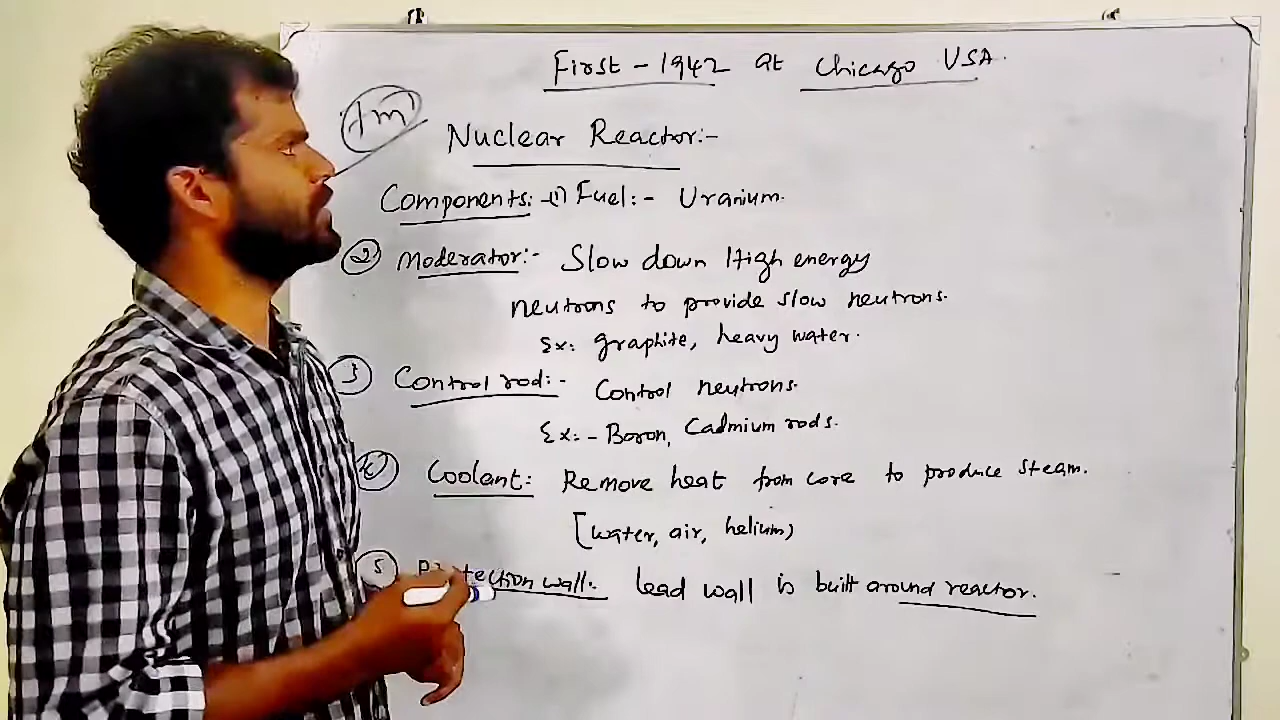 First - 1942 at Chicago USA.
Im
Nuclear Reactor:-
Components: (1) Fuel:- Uranium.
(2) Moderator:- Slow down High energy
neutrons to provide slow neutrons.
Ex: graphite, heavy water.
3) Control rod:- Control neutrons.
Ex:- Boron, Cadmium rods.
Coolant: Remove heat from core to produce steam.
[water, air, helium)
5 Protection wall:- lead wall is built around reactor.